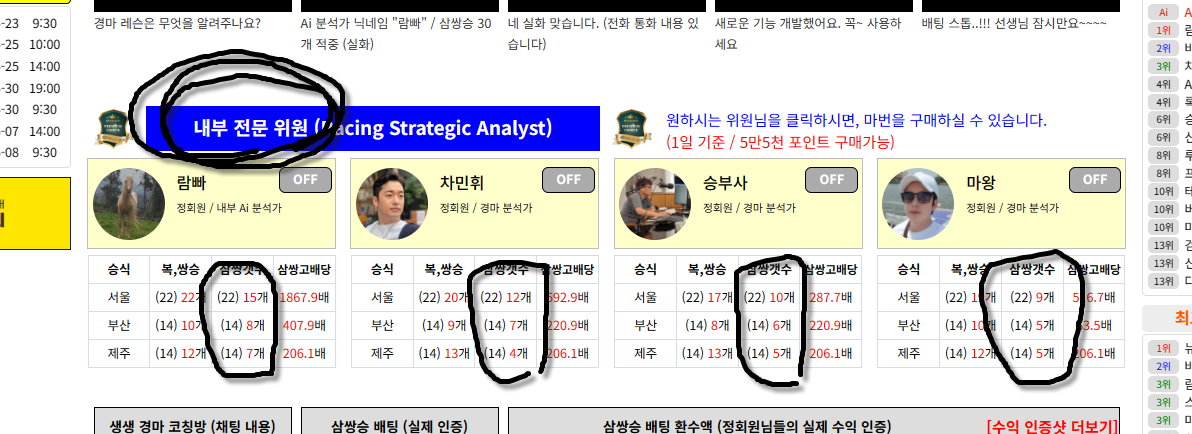 -23 9:30
-25 10:00
-25 14:00
-30 19:00
-30 9:30
-07 14:00
-08 9:30
경마 레슨은 무엇을 알려주나요?
Ai 분석가 닉네임 "람빠" / 삼쌍승 30
개 적중 (실화)
네 실화 맞습니다. (전화 통화 내용 있
습니다)
새로운 기능 개발했어요. 꼭~ 사용하
세요
배팅 스톱..!!! 선생님 잠시만요~~~~
내부 전문 위원 (Racing Strategic Analyst)
원하시는 위원님을 클릭하시면, 마번을 구매하실 수 있습니다.
(1일 기준 / 5만5천 포인트 구매가능)
람빠 OFF
정회원 / 내부 Ai 분석가
차민휘 OFF
정회원 / 경마 분석가
승부사 OFF
정회원 / 경마 분석가
마왕 OFF
정회원 / 경마 분석가
승식 복,쌍승 삼쌍갯수 삼쌍고배당
서울 (22) 22개 (22) 15개 1867.9배
부산 (14) 10개 (14) 8개 407.9배
제주 (14) 12개 (14) 7개 206.1배
승식 복,쌍승 삼쌍갯수 삼쌍고배당
서울 (22) 20개 (22) 12개 692.9배
부산 (14) 9개 (14) 7개 220.9배
제주 (14) 13개 (14) 4개 206.1배
승식 복,쌍승 삼쌍갯수 삼쌍고배당
서울 (22) 17개 (22) 10개 287.7배
부산 (14) 8개 (14) 6개 220.9배
제주 (14) 13개 (14) 5개 206.1배
승식 복,쌍승 삼쌍갯수 삼쌍고배당
서울 (22) (22) 9개
부산 (14) 10개 (14) 5개
제주 (14) 12개 (14) 5개 206.1배
생생 경마 코칭방 (채팅 내용)
삼쌍승 배팅 (실제 인증)
삼쌍승 배팅 환수액 (정회원님들의 실제 수익 인증) [수익 인증샷 더보기]
Ai
1위
2위
3위
4위
4위
6위
6위
8위
8위
10위
10위
10위
13위
13위
13위
최
1위
2위
3위
3위
3위